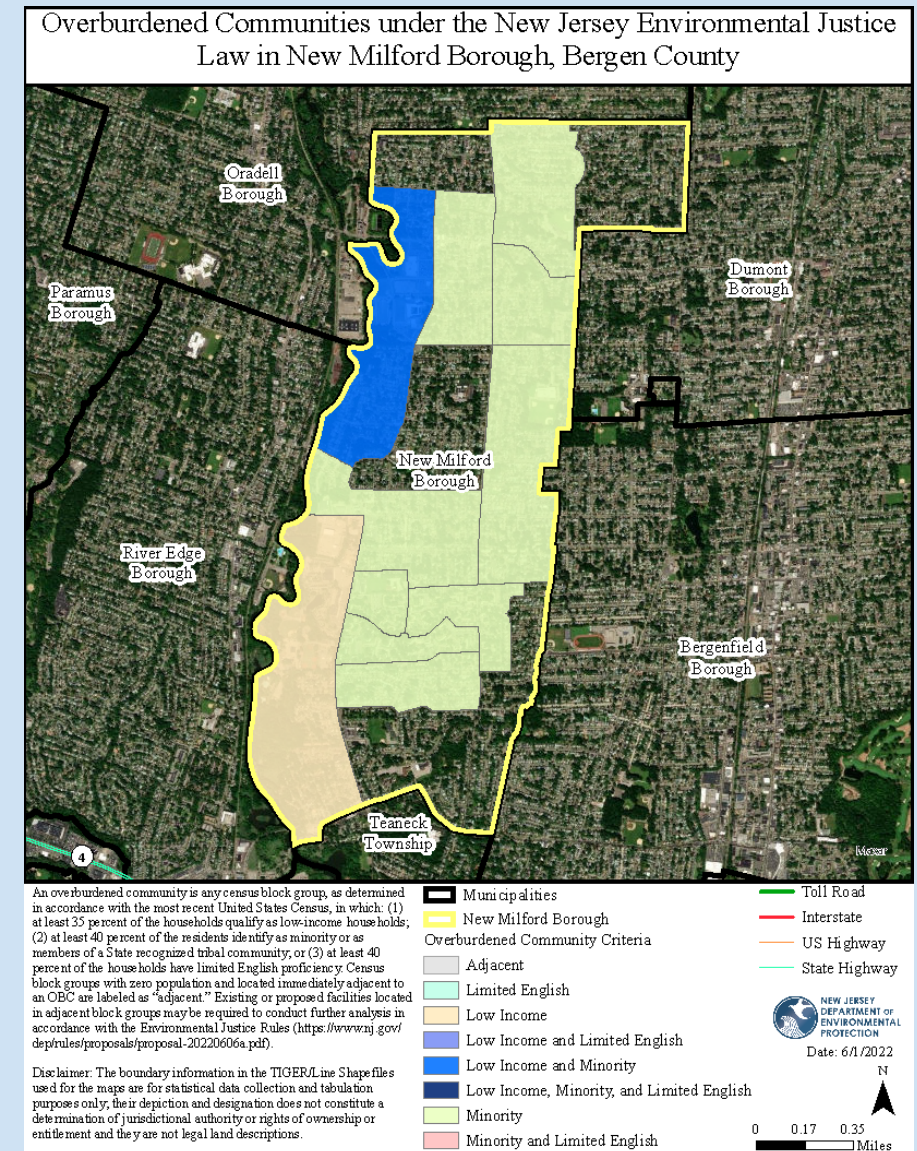 Overburdened Communities under the New Jersey Environmental Justice
Law in New Milford Borough, Bergen County
Oradell
Borough
Paramus
Borough
Dumont
Borough
New Milford
Borough
River Edge
Borough
Bergenfield
Borough
Teaneck
Township
4
Maxar
An overburdened community is any census block group, as determined
in accordance with the most recent United States Census, in which: (1)
at least 35 percent of the households qualify as low-income households;
(2) at least 40 percent of the residents identify as minority or as
members of a State recognized tribal community; or (3) at least 40
percent of the households have limited English proficiency. Census
block groups with zero population and located immediately adjacent to
an OBC are labeled as “adjacent.” Existing or proposed facilities located
in adjacent block groups may be required to conduct further analysis in
accordance with the Environmental Justice Rules (https://www.nj.gov/
dep/rules/proposals/proposal-20220606a.pdf).
Disclaimer: The boundary information in the TIGER/Line Shapefiles
used for the maps are for statistical data collection and tabulation
purposes only; their depiction and designation does not constitute a
determination of jurisdictional authority or rights of ownership or
entitlement and they are not legal land descriptions.
Municipalities
New Milford Borough
Overburdened Community Criteria
Adjacent
Limited English
Low Income
Low Income and Limited English
Low Income and Minority
Low Income, Minority, and Limited English
Minority
Minority and Limited English
Toll Road
Interstate
US Highway
State Highway
NEW JERSEY
DEPARTMENT OF
ENVIRONMENTAL
PROTECTION
Date: 6/1/2022
N
0 0.17 0.35
Miles